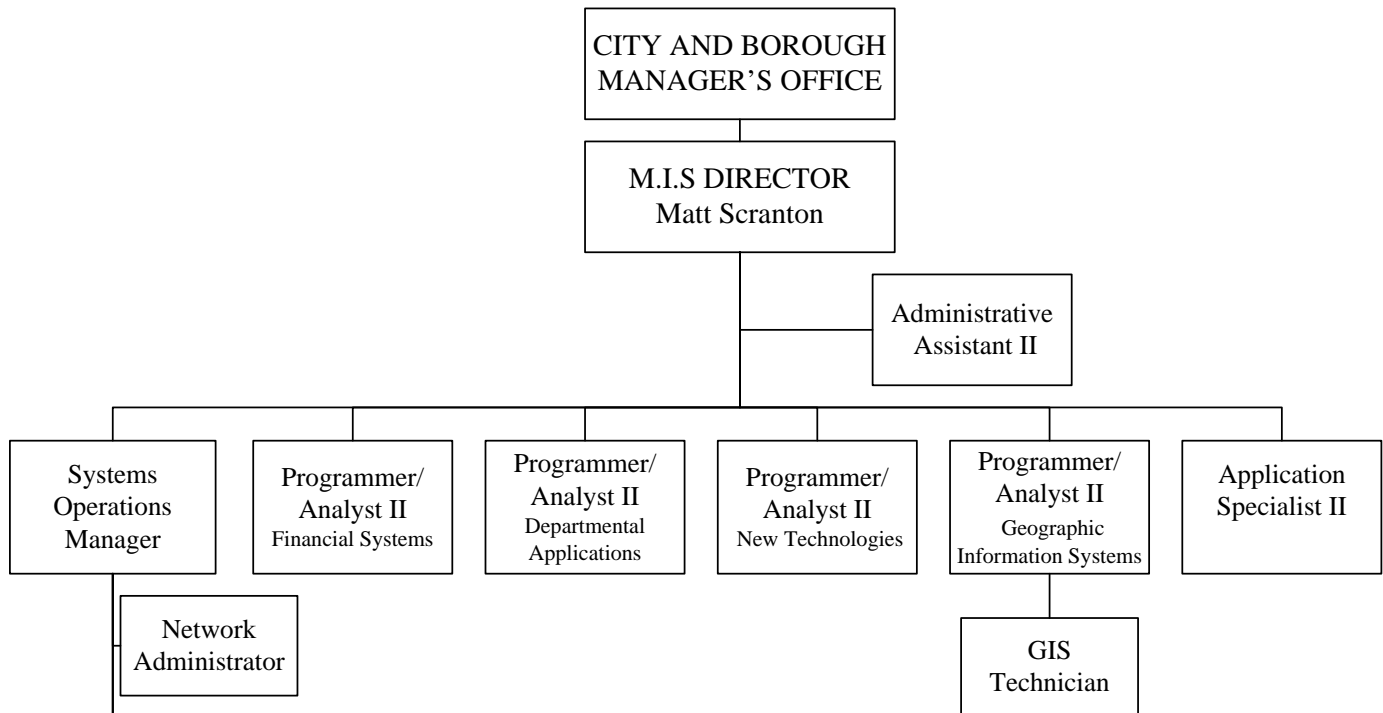 CITY AND BOROUGH
MANAGER’S OFFICE
M.I.S DIRECTOR
Matt Scranton
Administrative
Assistant II
Systems
Operations
Manager
Programmer/
Analyst II
Financial Systems
Programmer/
Analyst II
Departmental
Applications
Programmer/
Analyst II
New Technologies
Programmer/
Analyst II
Geographic
Information Systems
Application
Specialist II
Network
Administrator
GIS
Technician